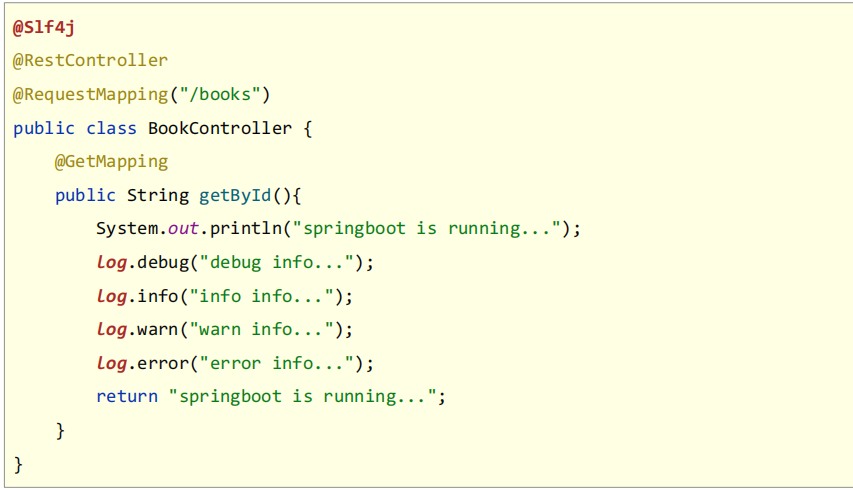 @Slf4j
@RestController
@RequestMapping("/books")
public class BookController {
    @GetMapping
    public String getById(){
        System.out.println("springboot is running...");
        log.debug("debug info...");
        log.info("info info...");
        log.warn("warn info...");
        log.error("error info...");
        return "springboot is running...";
    }
}